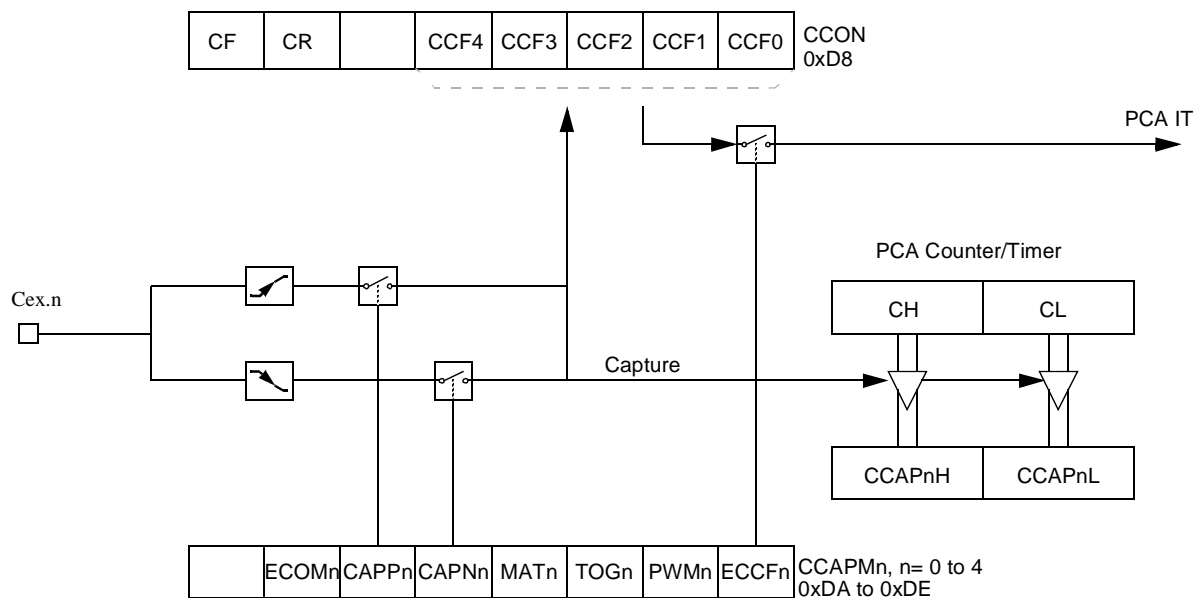 CF CR CCF4 CCF3 CCF2 CCF1 CCF0 CCON
0xD8
PCA IT
PCA Counter/Timer
Cex.n
CH CL
Capture
CCAPnH CCAPnL
ECOMn CAPPn CAPNn MATn TOGn PWMn ECCFn CCAPMn, n= 0 to 4
0xDA to 0xDE